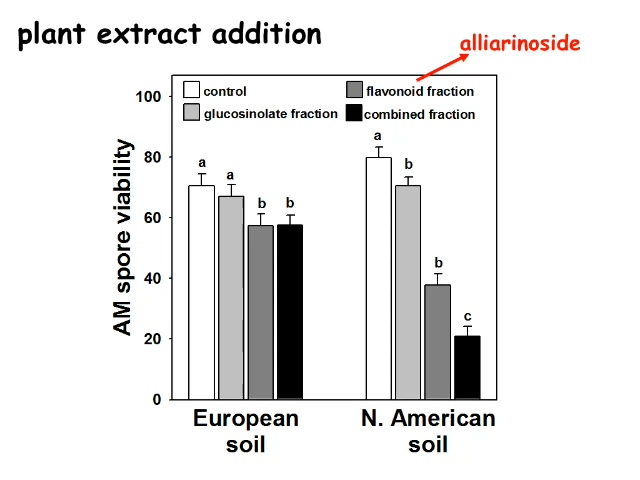 plant extract addition
alliarinoside
control
flavonoid fraction
glucosinolate fraction
combined fraction
AM spore viability
100
80
60
40
20
0
a
a
b
b
a
b
b
c
European
soil
N. American
soil